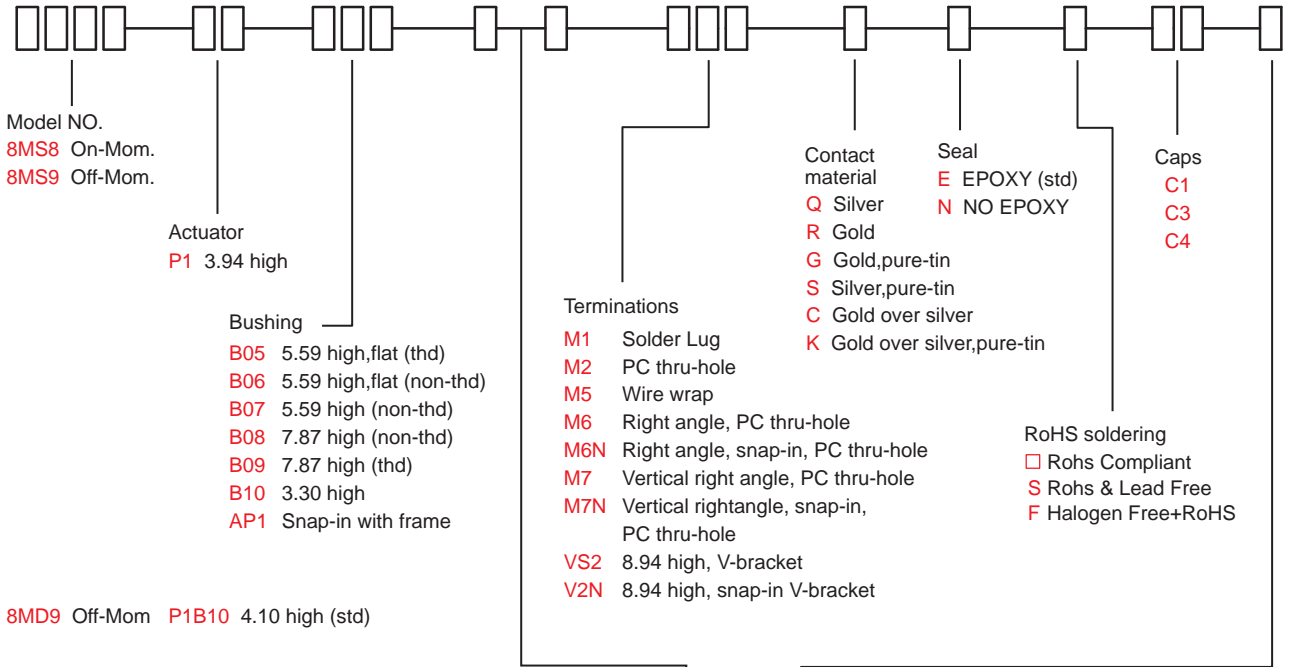 Model NO.
8MS8 On-Mom.
8MS9 Off-Mom.
Actuator
P1 3.94 high
Bushing
B05 5.59 high,flat (thd)
B06 5.59 high,flat (non-thd)
B07 5.59 high (non-thd)
B08 7.87 high (non-thd)
B09 7.87 high (thd)
B10 3.30 high
AP1 Snap-in with frame
Terminations
M1 Solder Lug
M2 PC thru-hole
M5 Wire wrap
M6 Right angle, PC thru-hole
M6N Right angle, snap-in, PC thru-hole
M7 Vertical right angle, PC thru-hole
M7N Vertical rightangle, snap-in,
PC thru-hole
VS2 8.94 high, V-bracket
V2N 8.94 high, snap-in V-bracket
Contact
material
Q Silver
R Gold
G Gold,pure-tin
S Silver,pure-tin
C Gold over silver
K Gold over silver,pure-tin
Seal
E EPOXY (std)
N NO EPOXY
RoHS soldering
□ Rohs Compliant
S Rohs & Lead Free
F Halogen Free+RoHS
Caps
C1
C3
C4
8MD9 Off-Mom P1B10 4.10 high (std)